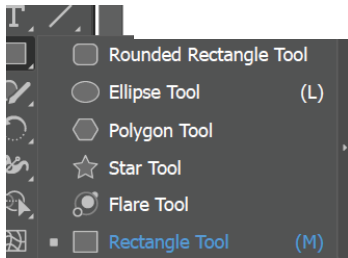 Rounded Rectangle Tool
Ellipse Tool (L)
Polygon Tool
Star Tool
Flare Tool
Rectangle Tool (M)